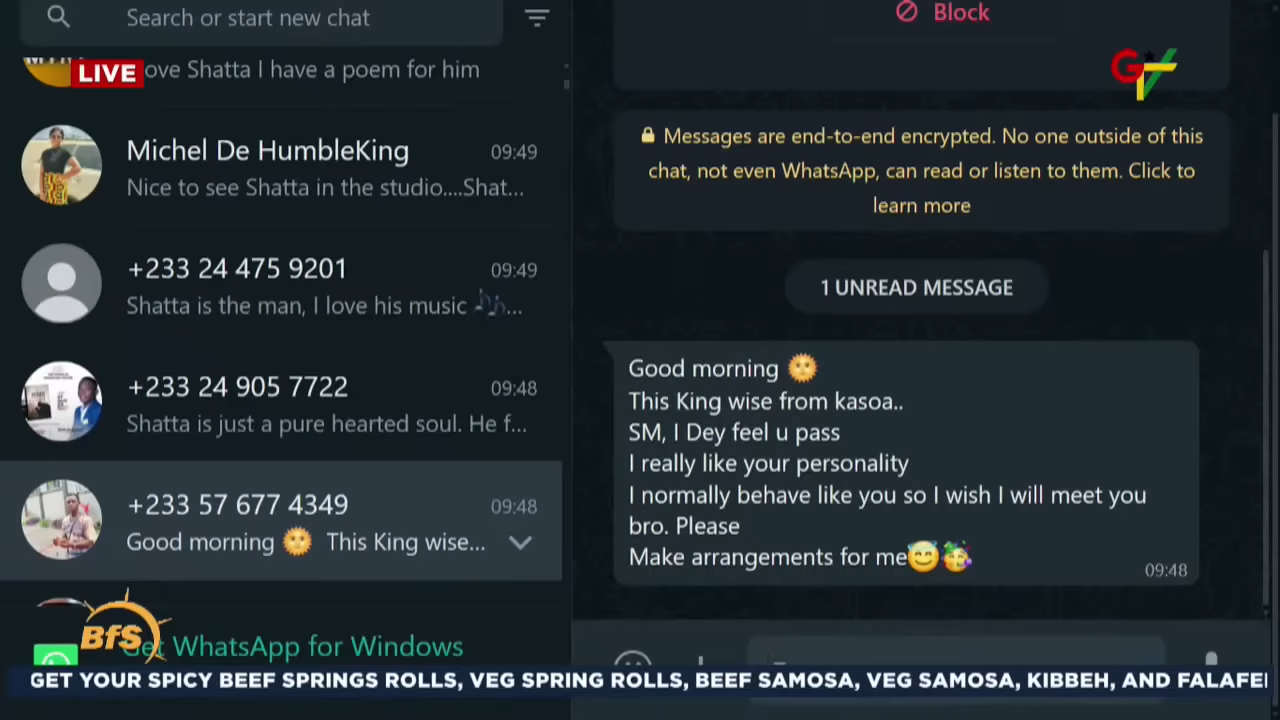 Search or start new chat
LIVE
ove Shatta I have a poem for him
Michel De HumbleKing
09:49
Nice to see Shatta in the studio....Shat...
+233 24 475 9201
09:49
Shatta is the man, I love his music 🎶...
+233 24 905 7722
09:48
Shatta is just a pure hearted soul. He f...
+233 57 677 4349
09:48
Good morning 🌞 This King wise...
BfS
Get WhatsApp for Windows
Block
GTV
🔒 Messages are end-to-end encrypted. No one outside of this
chat, not even WhatsApp, can read or listen to them. Click to
learn more
1 UNREAD MESSAGE
Good morning 🌞
This King wise from kasoa..
SM, I Dey feel u pass
I really like your personality
I normally behave like you so I wish I will meet you
bro. Please
Make arrangements for me😅🥳
09:48
GET YOUR SPICY BEEF SPRINGS ROLLS, VEG SPRING ROLLS, BEEF SAMOSA, VEG SAMOSA, KIBBEH, AND FALAFEL